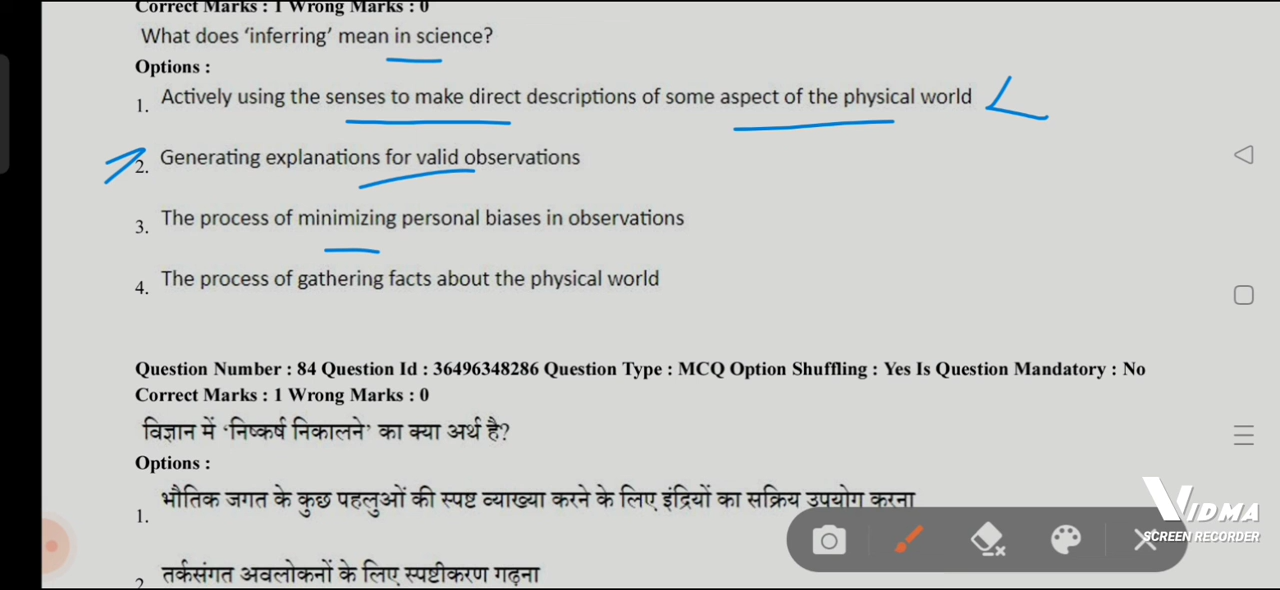 Correct Marks : 1 Wrong Marks : 0
What does ‘inferring’ mean in science?
Options :
1. Actively using the senses to make direct descriptions of some aspect of the physical world
2. Generating explanations for valid observations
3. The process of minimizing personal biases in observations
4. The process of gathering facts about the physical world
Question Number : 84 Question Id : 36496348286 Question Type : MCQ Option Shuffling : Yes Is Question Mandatory : No
Correct Marks : 1 Wrong Marks : 0
विज्ञान में ‘निष्कर्ष निकालने’ का क्या अर्थ है?
Options :
1. भौतिक जगत के कुछ पहलुओं की स्पष्ट व्याख्या करने के लिए इंद्रियों का सक्रिय उपयोग करना
2. तर्कसंगत अवलोकनों के लिए स्पष्टीकरण गढ़ना
VIDMA
SCREEN RECORDER